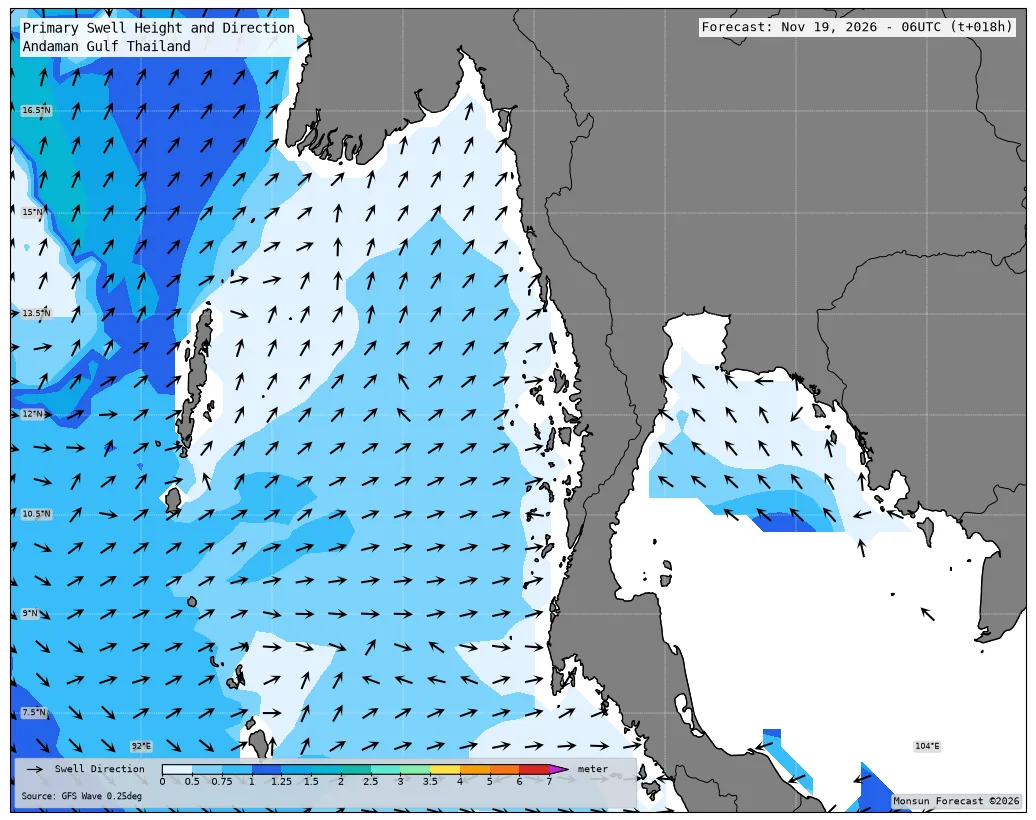 Primary Swell Height and Direction
Andaman Gulf Thailand
Forecast: Nov 19, 2026 - 06UTC (t+018h)
16.5°N
15°N
13.5°N
12°N
10.5°N
9°N
7.5°N
92°E
104°E
Swell Direction
0 0.5 0.75 1 1.25 1.5 2 2.5 3 3.5 4 5 6 7 meter
Source: GFS Wave 0.25deg
Monsun Forecast ©2026